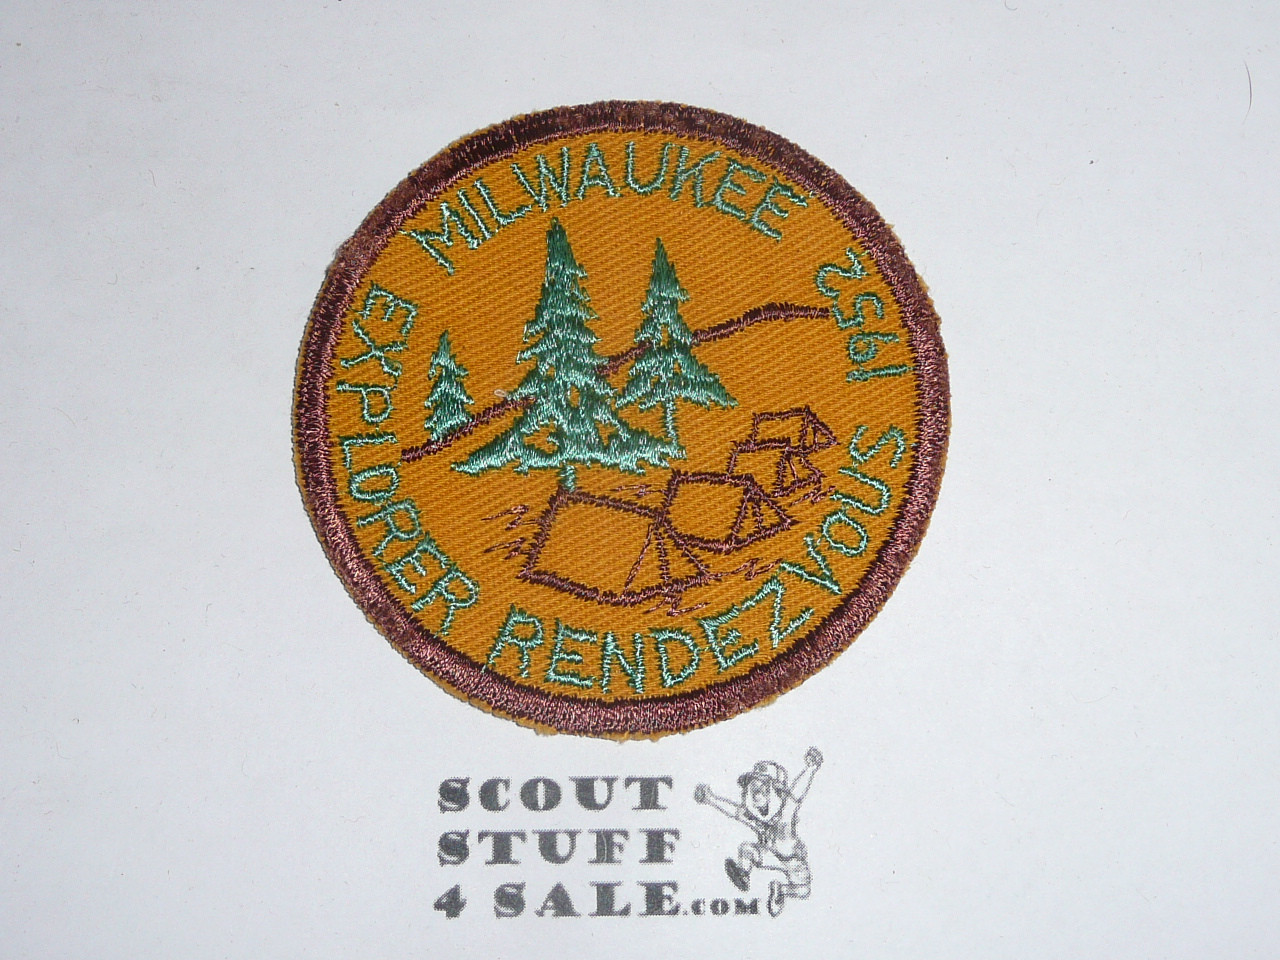 MILWAUKEE
EXPLORER RENDEZVOUS 1952
SCOUT
STUFF
4 SALE.COM